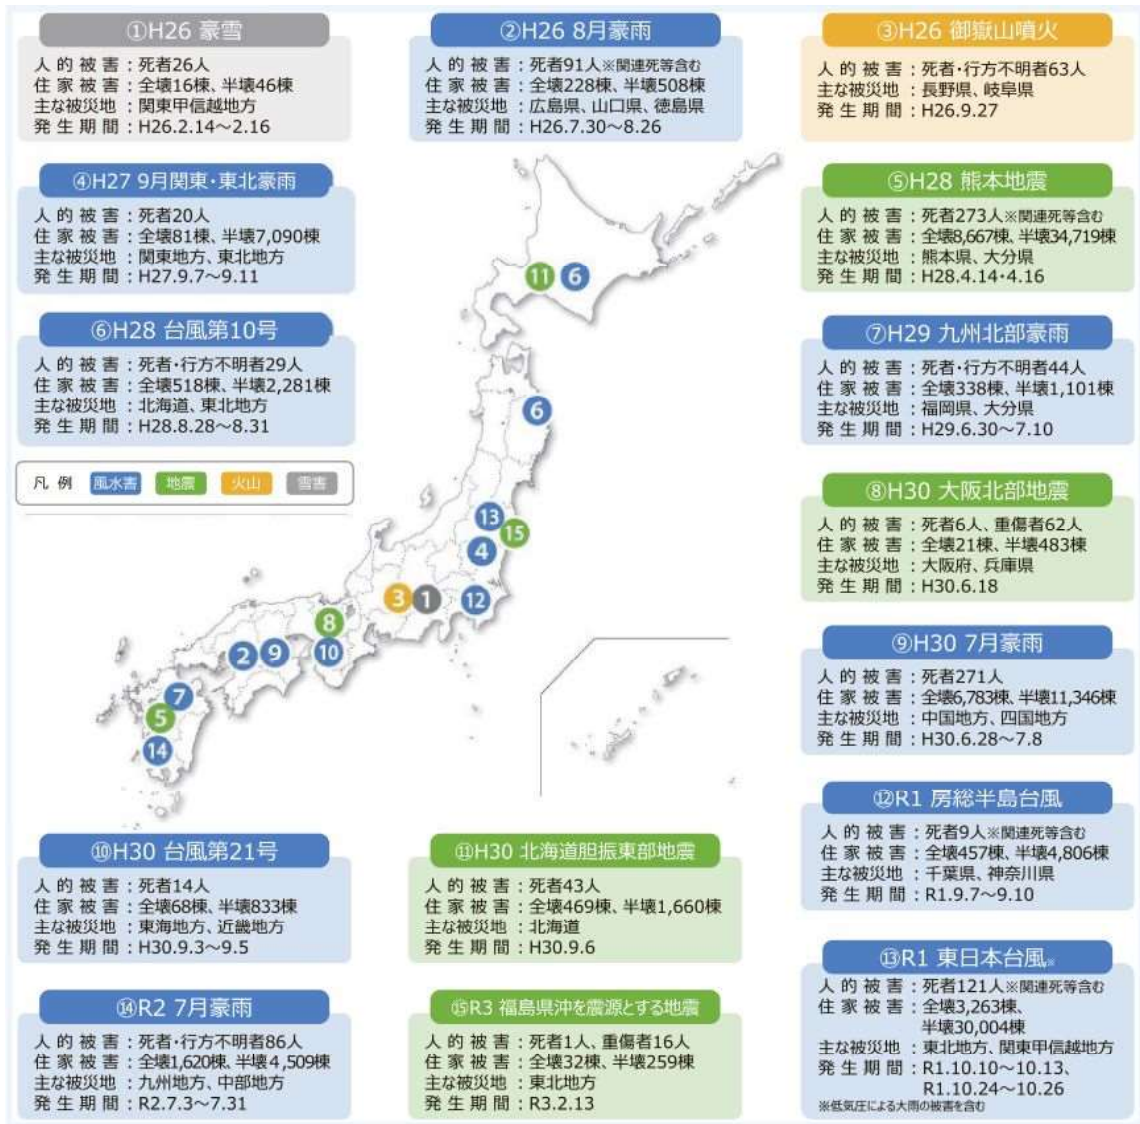 ①H26 豪雪
人的被害：死者26人
住家被害：全壊16棟、半壊46棟
主な被災地：関東甲信越地方
発生期間：H26.2.14～2.16
②H26 8月豪雨
人的被害：死者91人※関連死等含む
住家被害：全壊228棟、半壊508棟
主な被災地：広島県、山口県、徳島県
発生期間：H26.7.30～8.26
③H26 御嶽山噴火
人的被害：死者・行方不明者63人
主な被災地：長野県、岐阜県
発生期間：H26.9.27
④H27 9月関東・東北豪雨
人的被害：死者20人
住家被害：全壊81棟、半壊7,090棟
主な被災地：関東地方、東北地方
発生期間：H27.9.7～9.11
⑤H28 熊本地震
人的被害：死者273人※関連死等含む
住家被害：全壊8,667棟、半壊34,719棟
主な被災地：熊本県、大分県
発生期間：H28.4.14・4.16
⑥H28 台風第10号
人的被害：死者・行方不明者29人
住家被害：全壊518棟、半壊2,281棟
主な被災地：北海道、東北地方
発生期間：H28.8.28～8.31
⑦H29 九州北部豪雨
人的被害：死者・行方不明者44人
住家被害：全壊338棟、半壊1,101棟
主な被災地：福岡県、大分県
発生期間：H29.6.30～7.10
凡例 風水害 地震 火山 雪害
⑧H30 大阪北部地震
人的被害：死者6人、重傷者62人
住家被害：全壊21棟、半壊483棟
主な被災地：大阪府、兵庫県
発生期間：H30.6.18
⑨H30 7月豪雨
人的被害：死者271人
住家被害：全壊6,783棟、半壊11,346棟
主な被災地：中国地方、四国地方
発生期間：H30.6.28～7.8
11 6
6
13
15
4
3 1 12
8
2 9 10
7
5
14
⑩H30 台風第21号
人的被害：死者14人
住家被害：全壊68棟、半壊833棟
主な被災地：東海地方、近畿地方
発生期間：H30.9.3～9.5
⑪H30 北海道胆振東部地震
人的被害：死者43人
住家被害：全壊469棟、半壊1,660棟
主な被災地：北海道
発生期間：H30.9.6
⑫R1 房総半島台風
人的被害：死者9人※関連死等含む
住家被害：全壊457棟、半壊4,806棟
主な被災地：千葉県、神奈川県
発生期間：R1.9.7～9.10
⑬R1 東日本台風※
人的被害：死者121人※関連死等含む
住家被害：全壊3,263棟、
半壊30,004棟
主な被災地：東北地方、関東甲信越地方
発生期間：R1.10.10～10.13、
R1.10.24～10.26
※低気圧による大雨の被害を含む
⑭R2 7月豪雨
人的被害：死者・行方不明者86人
住家被害：全壊1,620棟、半壊4,509棟
主な被災地：九州地方、中部地方
発生期間：R2.7.3～7.31
⑮R3 福島県沖を震源とする地震
人的被害：死者1人、重傷者16人
住家被害：全壊32棟、半壊259棟
主な被災地：東北地方
発生期間：R3.2.13